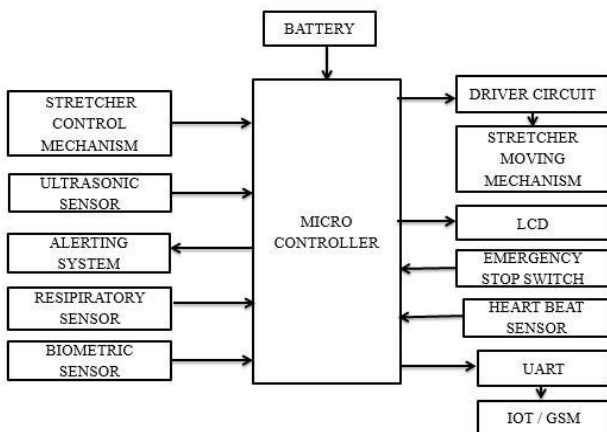 BATTERY
STRETCHER
CONTROL
MECHANISM
ULTRASONIC
SENSOR
ALERTING
SYSTEM
RESIPIRATORY
SENSOR
BIOMETRIC
SENSOR
MICRO
CONTROLLER
DRIVER CIRCUIT
STRETCHER
MOVING
MECHANISM
LCD
EMERGENCY
STOP SWITCH
HEART BEAT
SENSOR
UART
IOT / GSM